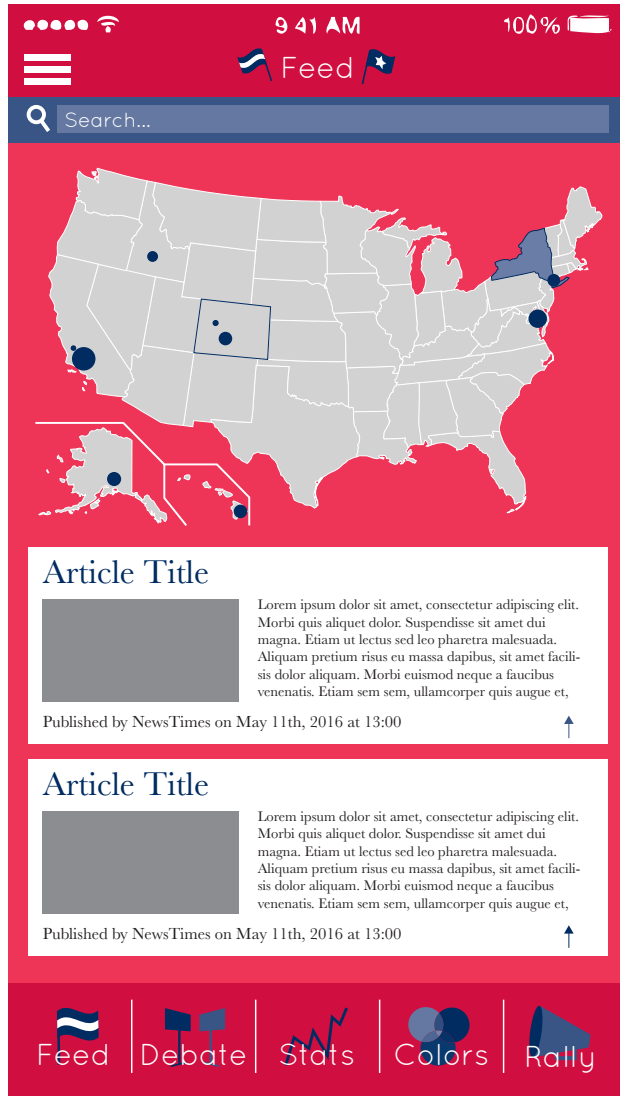 9 41 AM
100%
Feed
Search...
Article Title
Lorem ipsum dolor sit amet, consectetur adipiscing elit.
Morbi quis aliquet dolor. Suspendisse sit amet dui
magna. Etiam ut lectus sed leo pharetra malesuada.
Aliquam pretium risus eu massa dapibus, sit amet facili-
sis dolor aliquam. Morbi euismod neque a faucibus
venenatis. Etiam sem sem, ullamcorper quis augue et,
Published by NewsTimes on May 11th, 2016 at 13:00
Article Title
Lorem ipsum dolor sit amet, consectetur adipiscing elit.
Morbi quis aliquet dolor. Suspendisse sit amet dui
magna. Etiam ut lectus sed leo pharetra malesuada.
Aliquam pretium risus eu massa dapibus, sit amet facili-
sis dolor aliquam. Morbi euismod neque a faucibus
venenatis. Etiam sem sem, ullamcorper quis augue et,
Published by NewsTimes on May 11th, 2016 at 13:00
Feed
Debate
Stats
Colors
Rally